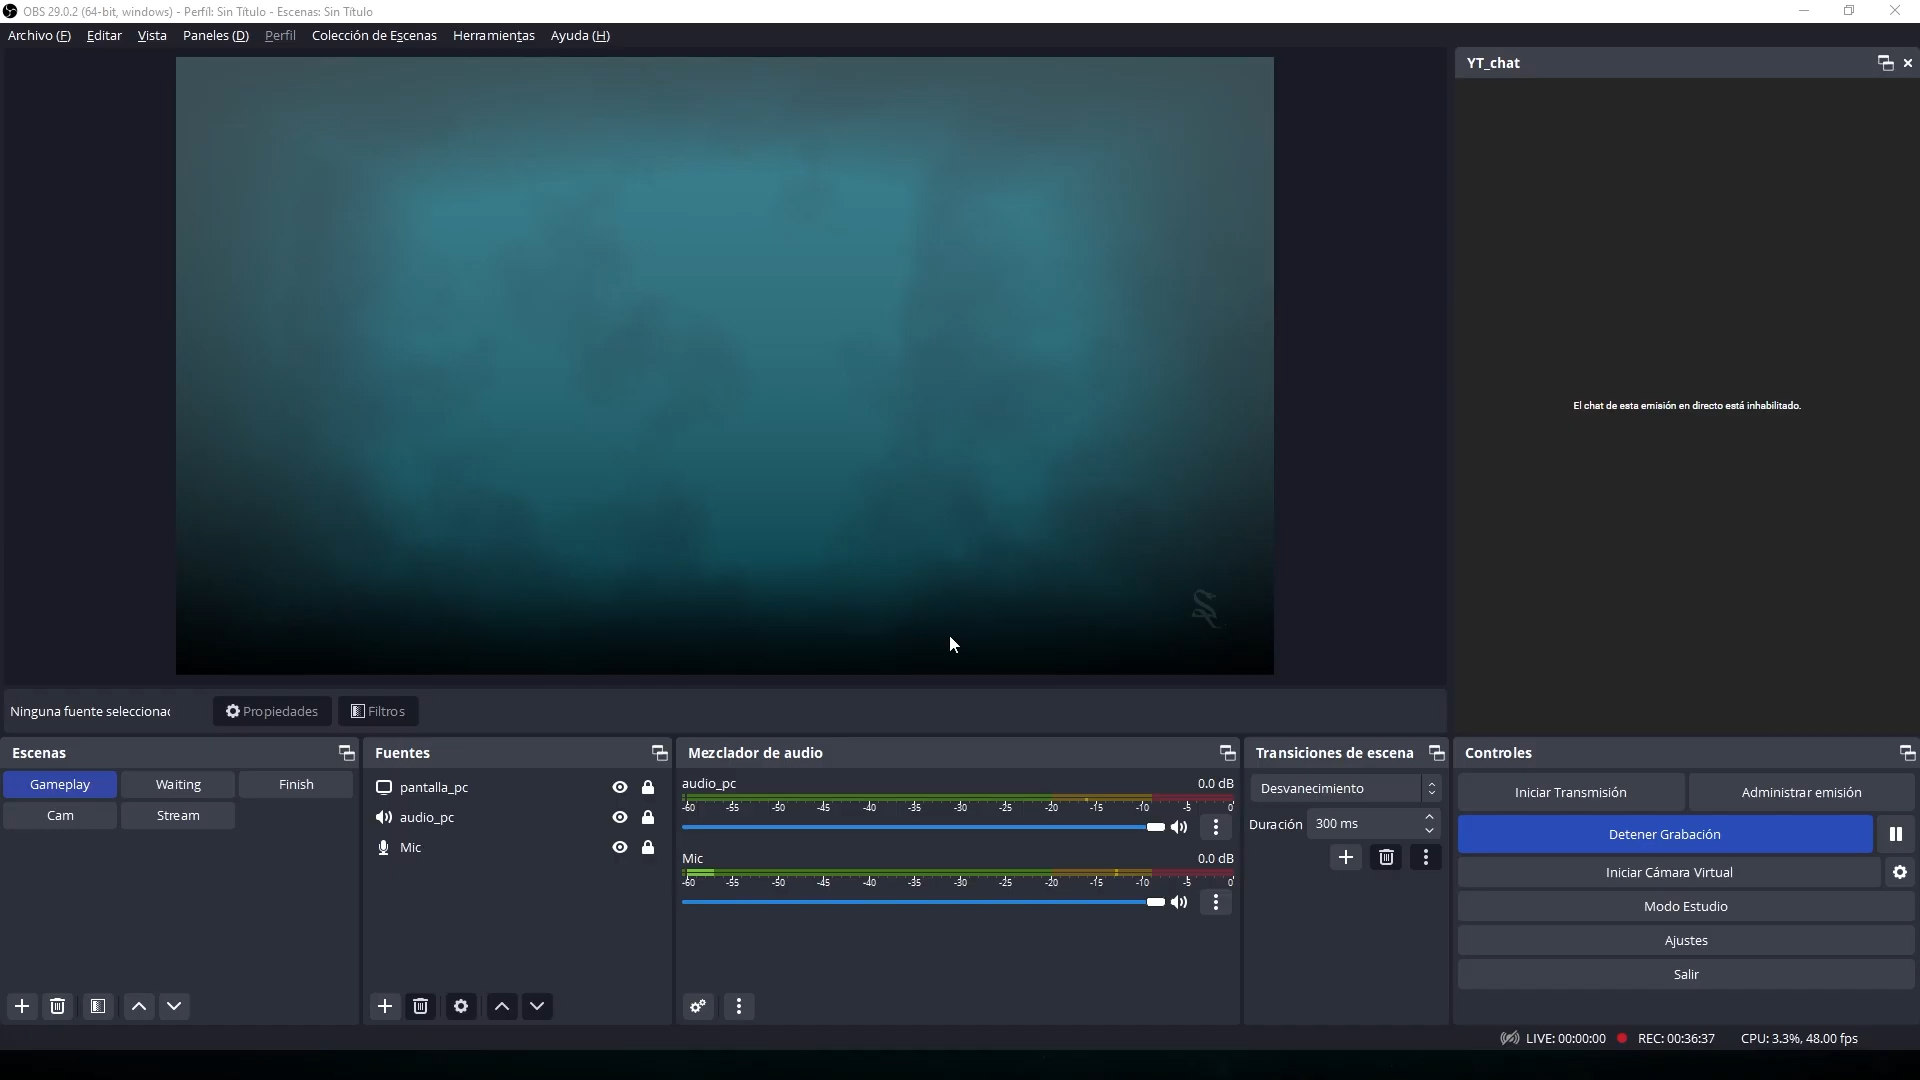 OBS 29.0.2 (64-bit, windows) - Perfil: Sin Título - Escenas: Sin Título
Archivo (F) Editar Vista Paneles (D) Perfil Colección de Escenas Herramientas Ayuda (H)
YT_chat
El chat de esta emisión en directo está inhabilitado.
Ninguna fuente seleccionac Propiedades Filtros
Escenas
Gameplay Waiting Finish
Cam Stream
Fuentes
pantalla_pc
audio_pc
Mic
Mezclador de audio
audio_pc 0.0 dB
-60 -55 -50 -45 -40 -35 -30 -25 -20 -15 -10 -5 0
Mic 0.0 dB
-60 -55 -50 -45 -40 -35 -30 -25 -20 -15 -10 -5 0
Transiciones de escena
Desvanecimiento
Duración 300 ms
Controles
Iniciar Transmisión Administrar emisión
Detener Grabación
Iniciar Cámara Virtual
Modo Estudio
Ajustes
Salir
LIVE: 00:00:00 REC: 00:36:37 CPU: 3.3%, 48.00 fps